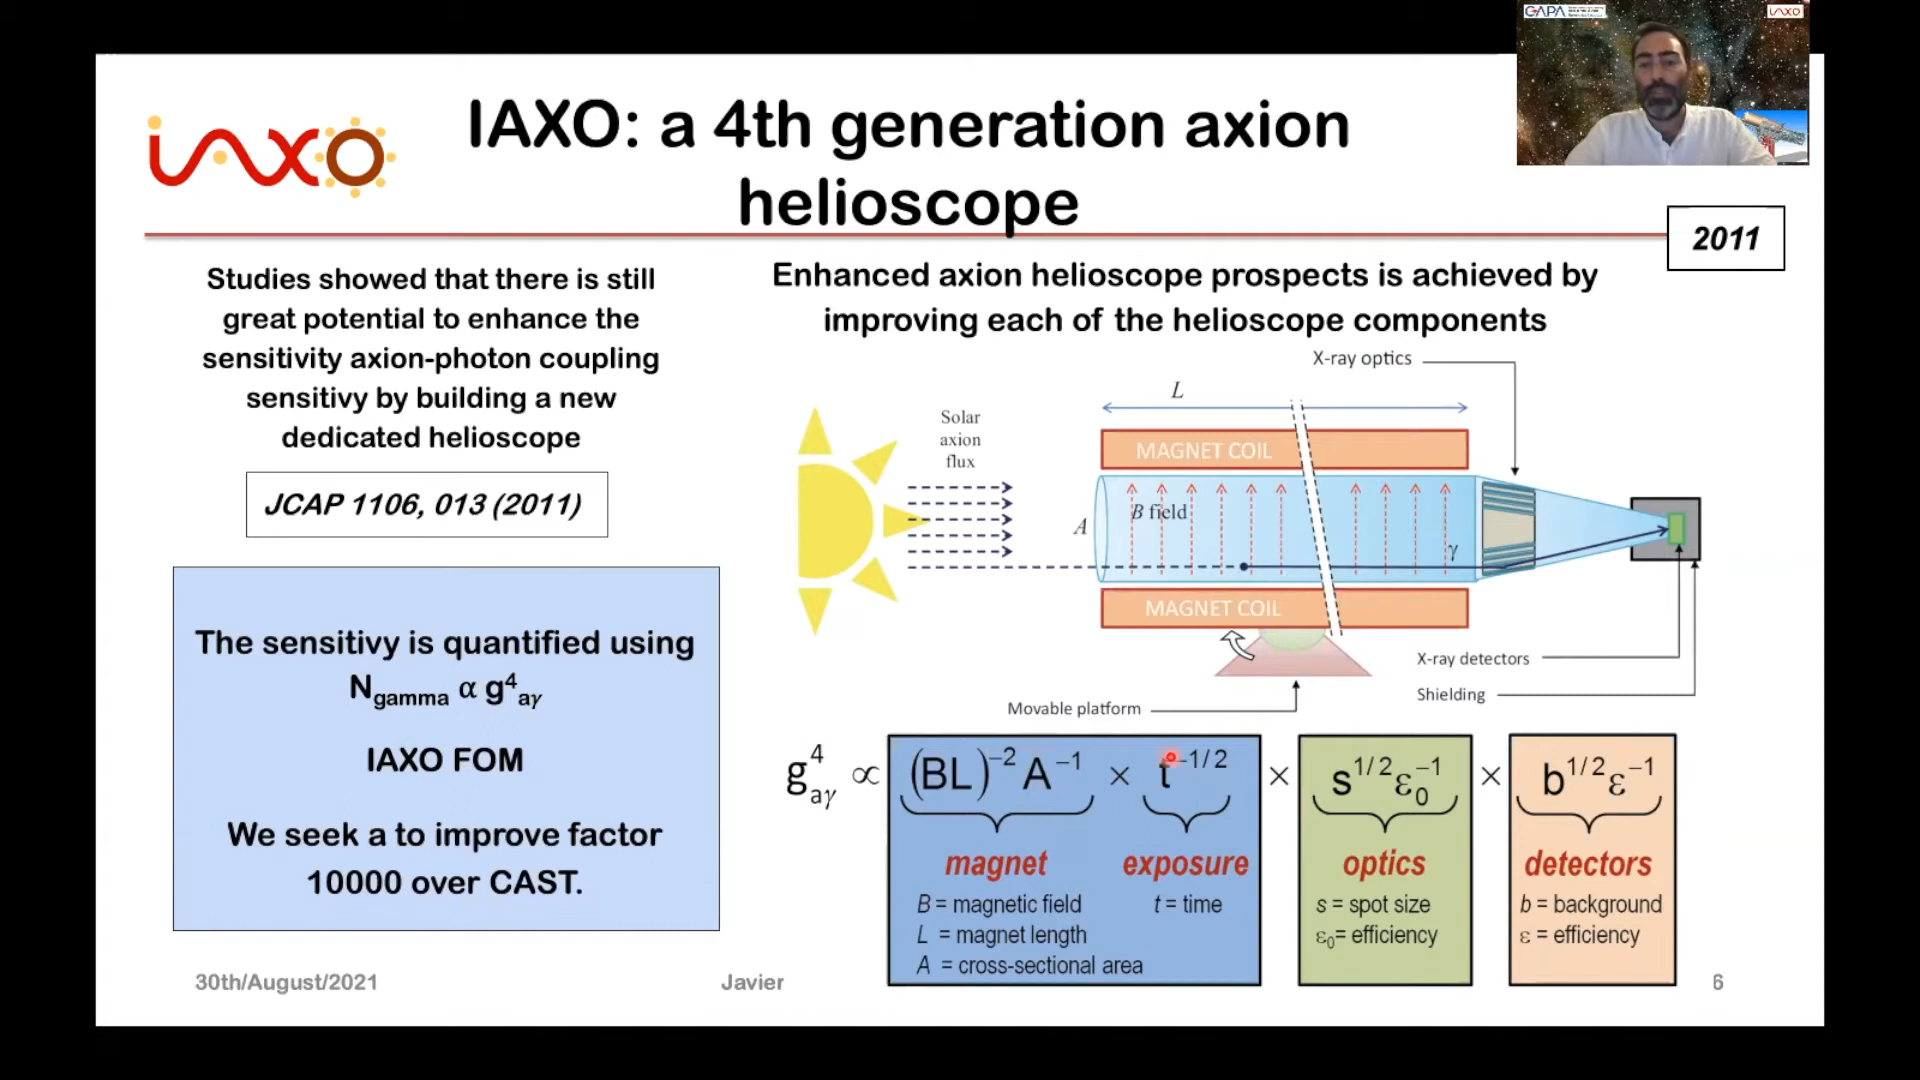 CAPA
iaxo
iaxo
IAXO: a 4th generation axion
helioscope
2011
Studies showed that there is still
great potential to enhance the
sensitivity axion-photon coupling
sensitivy by building a new
dedicated helioscope
JCAP 1106, 013 (2011)
The sensitivy is quantified using
N_gamma α g⁴_aγ
IAXO FOM
We seek a to improve factor
10000 over CAST.
Enhanced axion helioscope prospects is achieved by
improving each of the helioscope components
X-ray optics
L
Solar
axion
flux
MAGNET COIL
A
B field
γ
MAGNET COIL
X-ray detectors
Shielding
Movable platform
g⁴_aγ ∝ (BL)⁻² A⁻¹ × t⁻¹/² × s¹/² ε₀⁻¹ × b¹/² ε⁻¹
magnet exposure optics detectors
B = magnetic field t = time s = spot size b = background
L = magnet length ε₀= efficiency ε = efficiency
A = cross-sectional area
30th/August/2021 Javier 6